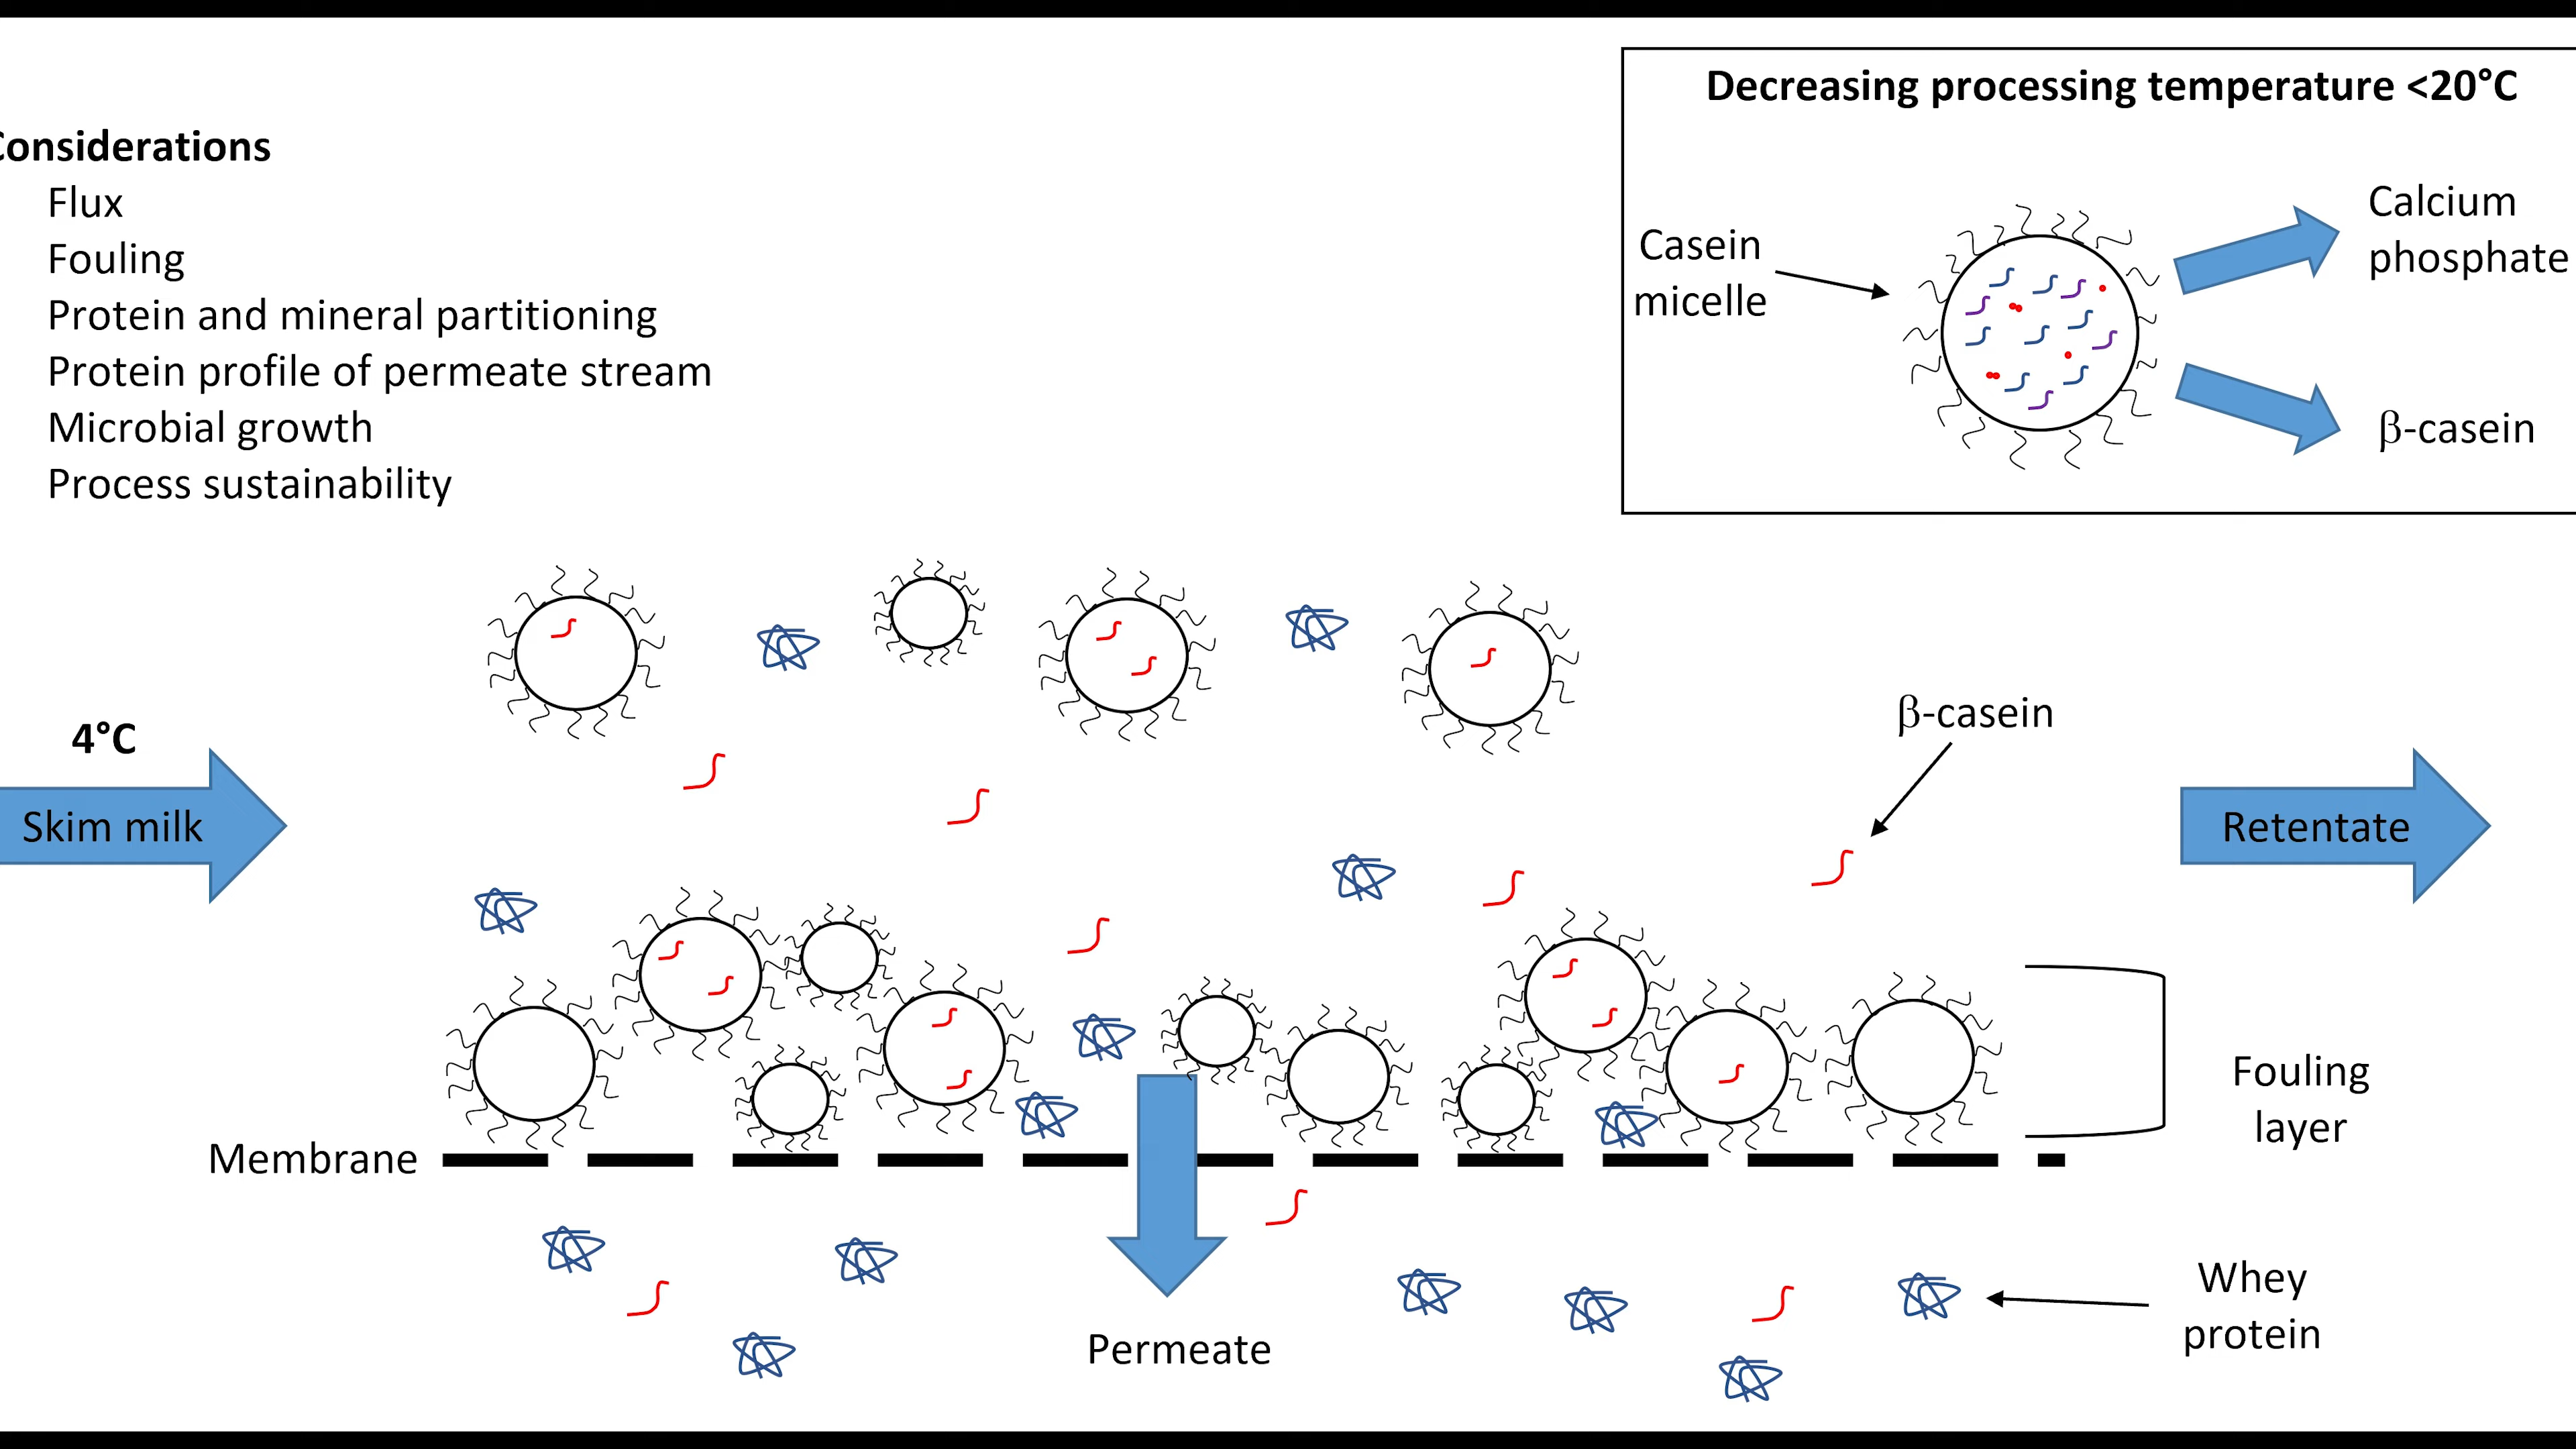 Considerations
Flux
Fouling
Protein and mineral partitioning
Protein profile of permeate stream
Microbial growth
Process sustainability
Decreasing processing temperature <20°C
Casein
micelle
Calcium
phosphate
β-casein
4°C
Skim milk
β-casein
Retentate
Fouling
layer
Membrane
Whey
protein
Permeate